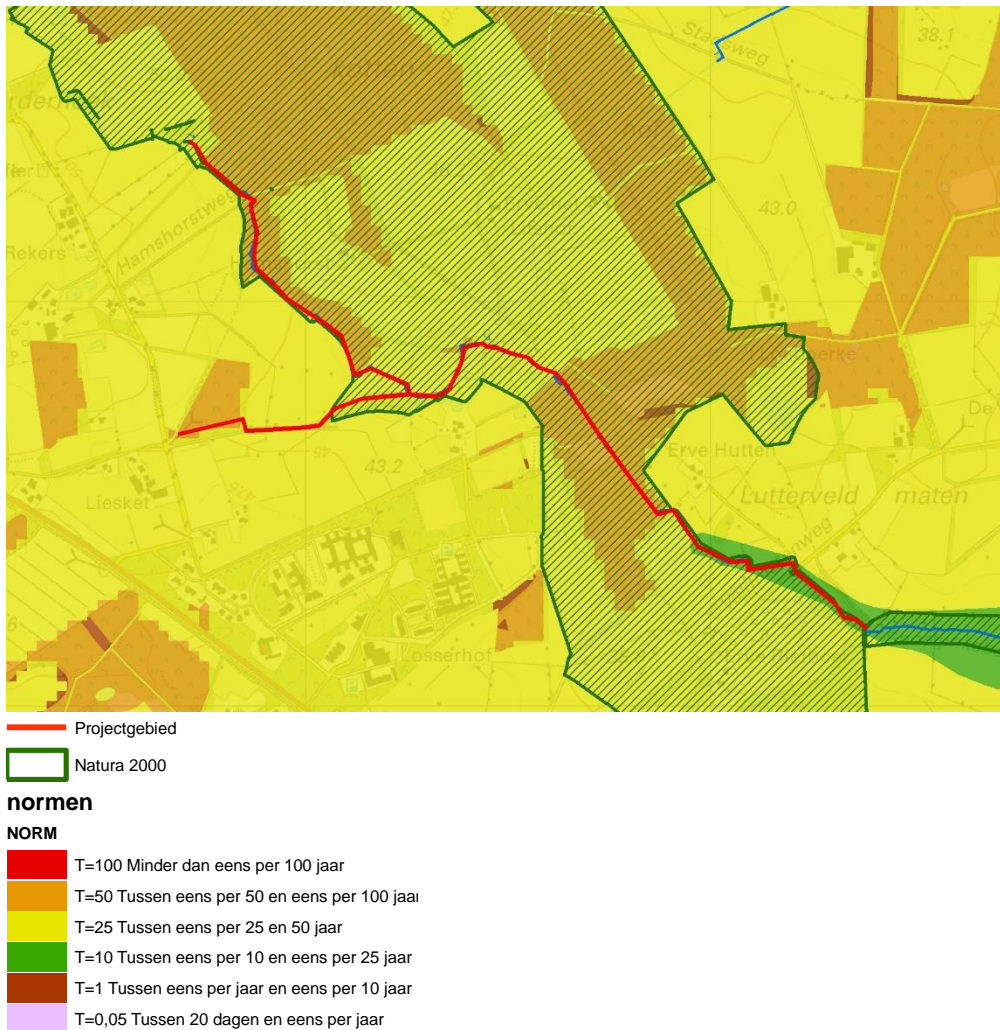 Stadsweg
38.1
Hamshorstweg
Rekers
43.0
Erve Hutten
Lutterveld maten
43.2
Liesket
Losserhof
Projectgebied
Natura 2000
normen
NORM
T=100 Minder dan eens per 100 jaar
T=50 Tussen eens per 50 en eens per 100 jaar
T=25 Tussen eens per 25 en 50 jaar
T=10 Tussen eens per 10 en eens per 25 jaar
T=1 Tussen eens per jaar en eens per 10 jaar
T=0,05 Tussen 20 dagen en eens per jaar